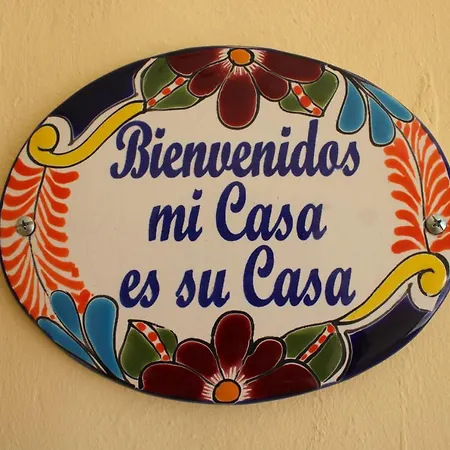 Bienvenidos
mi Casa
es su Casa